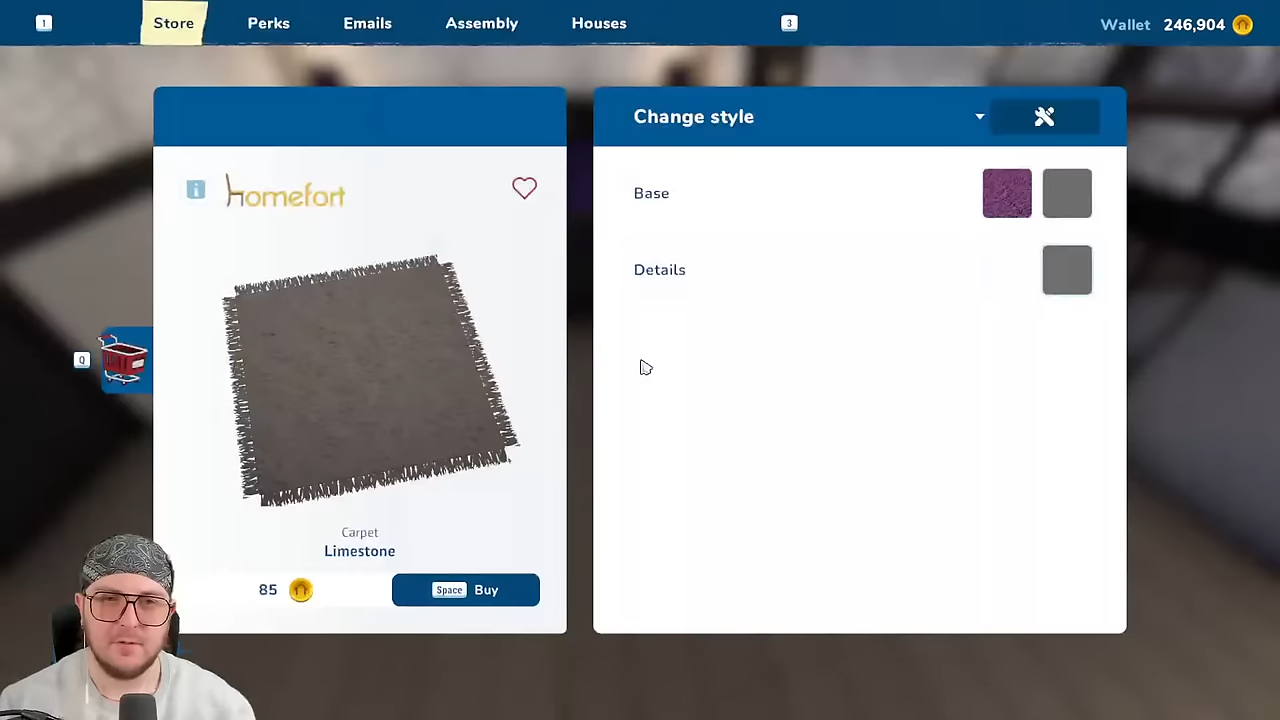 1
Store
Perks
Emails
Assembly
Houses
3
Wallet 246,904
Change style
i
homefort
Base
Details
Q
Carpet
Limestone
85
Space Buy